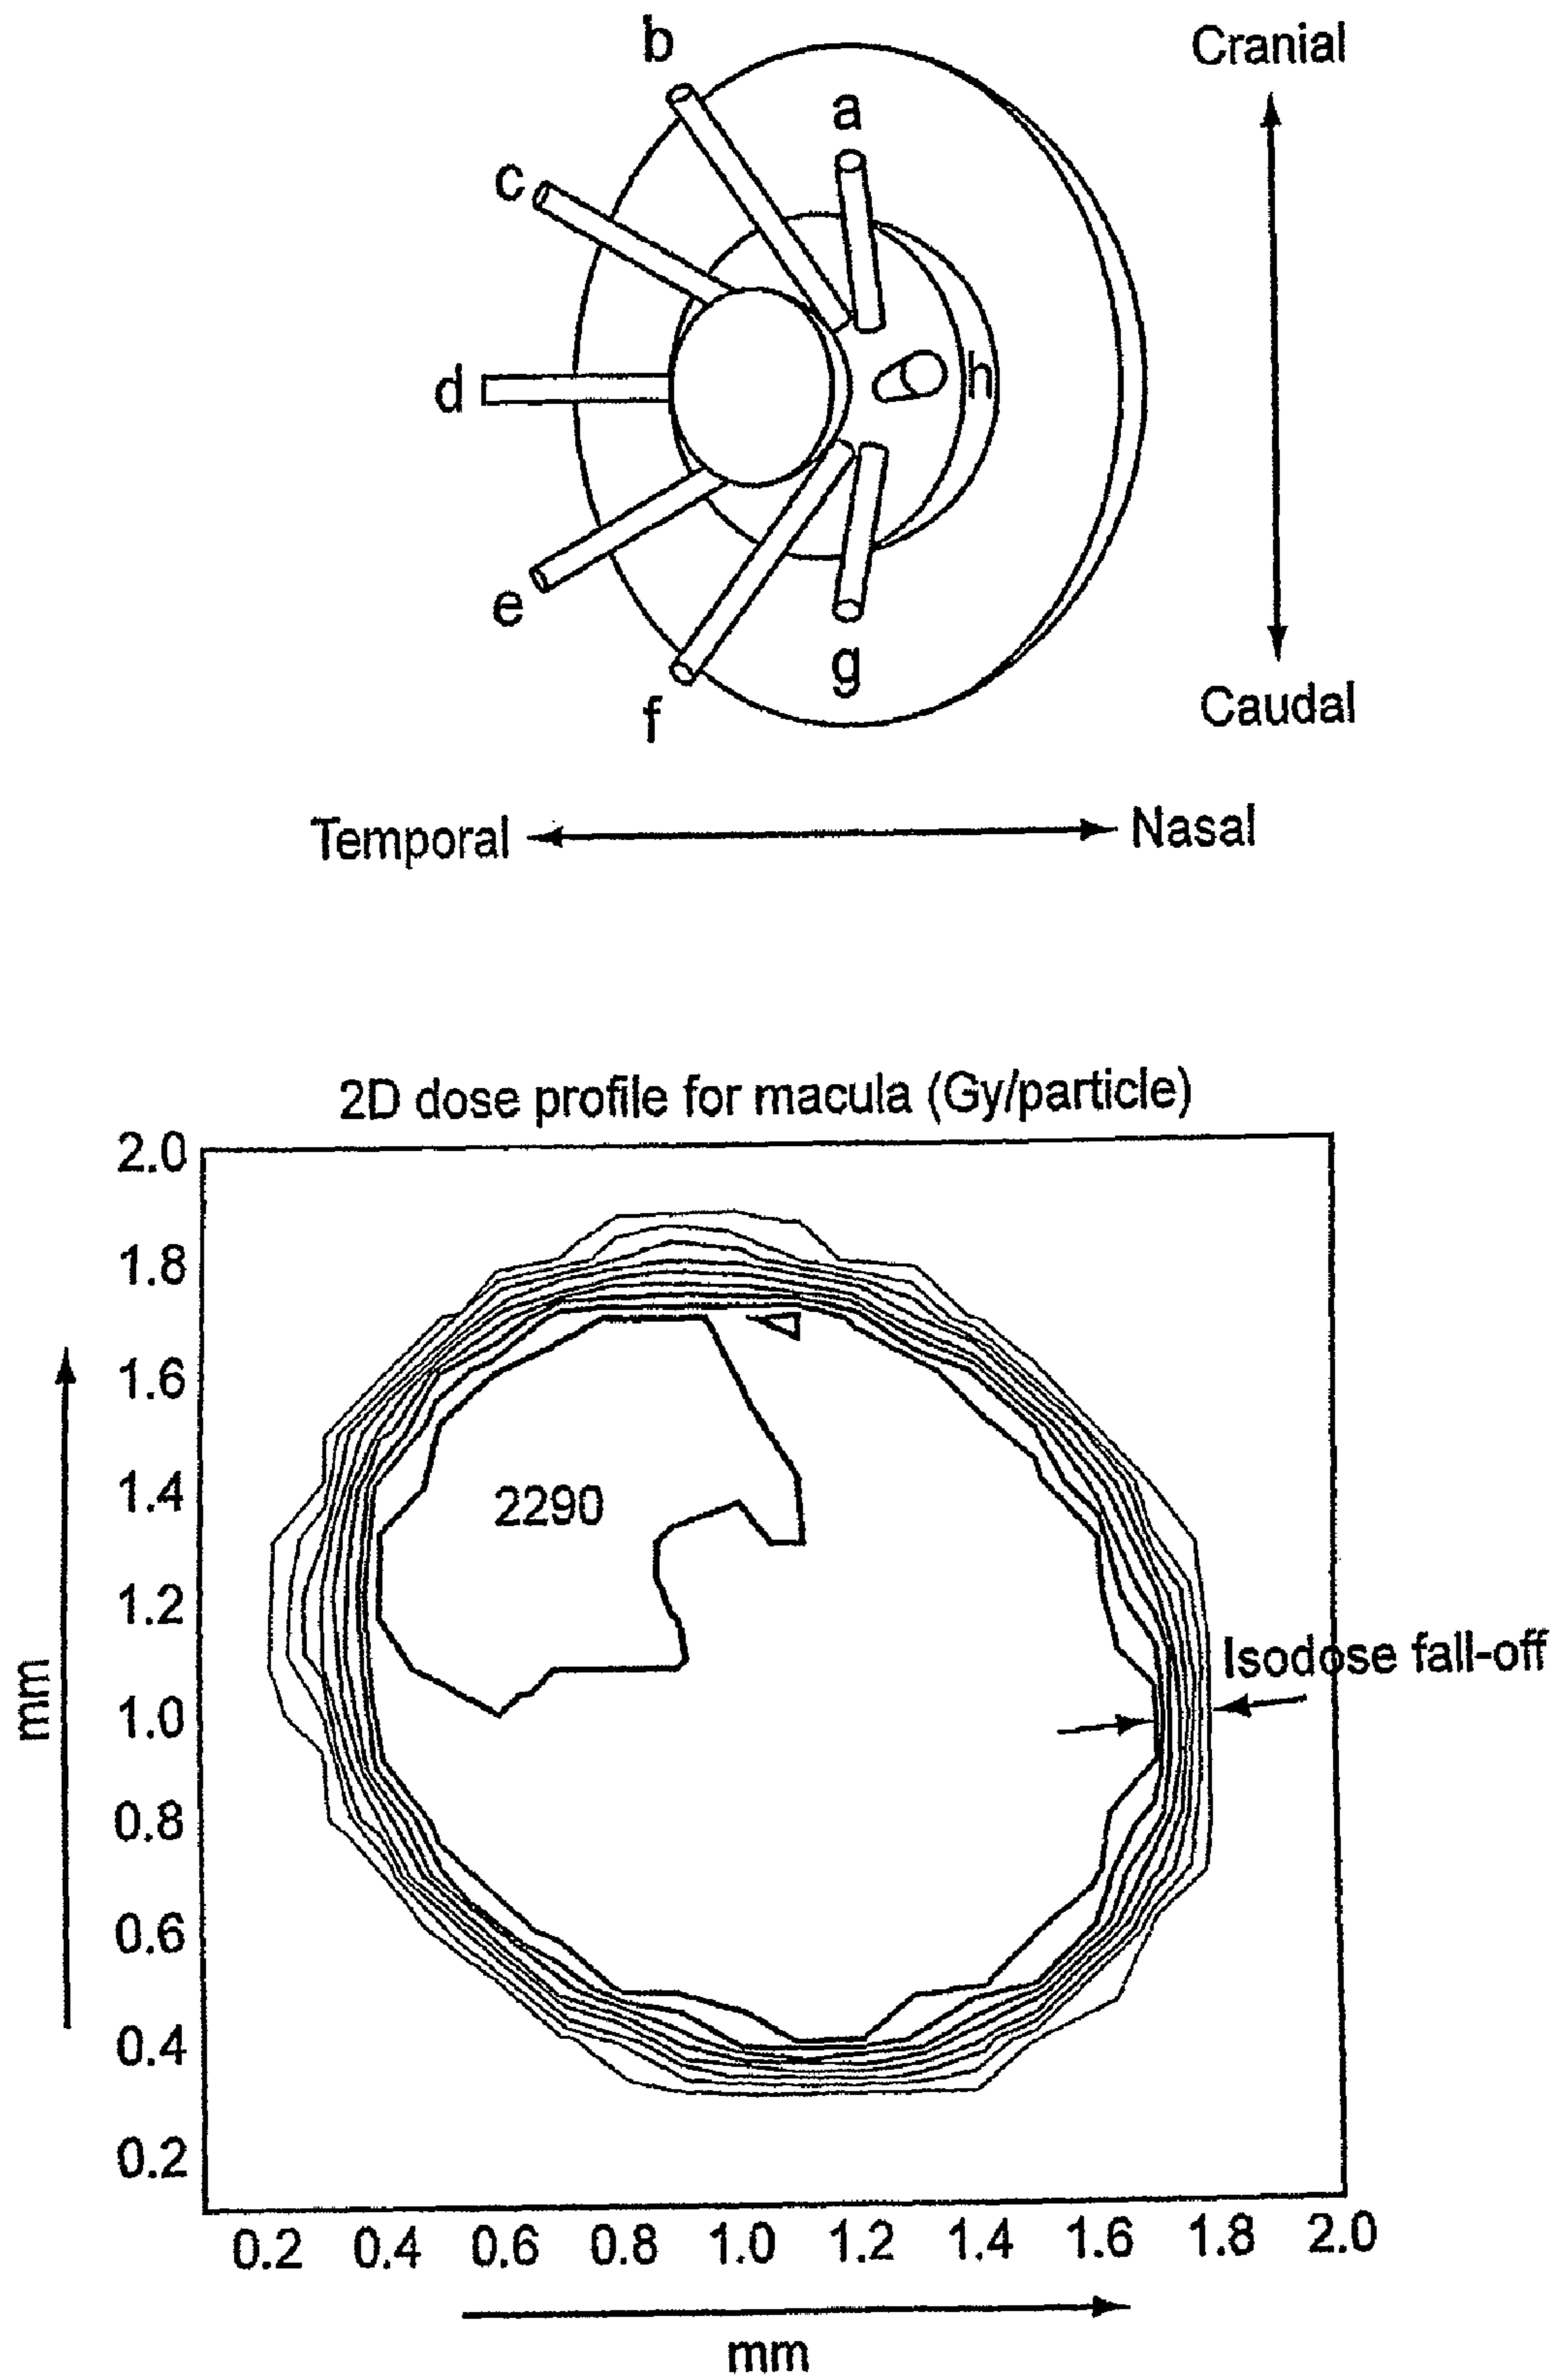 b
Cranial
a
c
d
h
e
g
f
Caudal
Temporal
Nasal
2D dose profile for macula (Gy/particle)
2.0
1.8
1.6
1.4
2290
1.2
Isodose fall-off
1.0
mm
0.8
0.6
0.4
0.2
0.2 0.4 0.6 0.8 1.0 1.2 1.4 1.6 1.8 2.0
mm